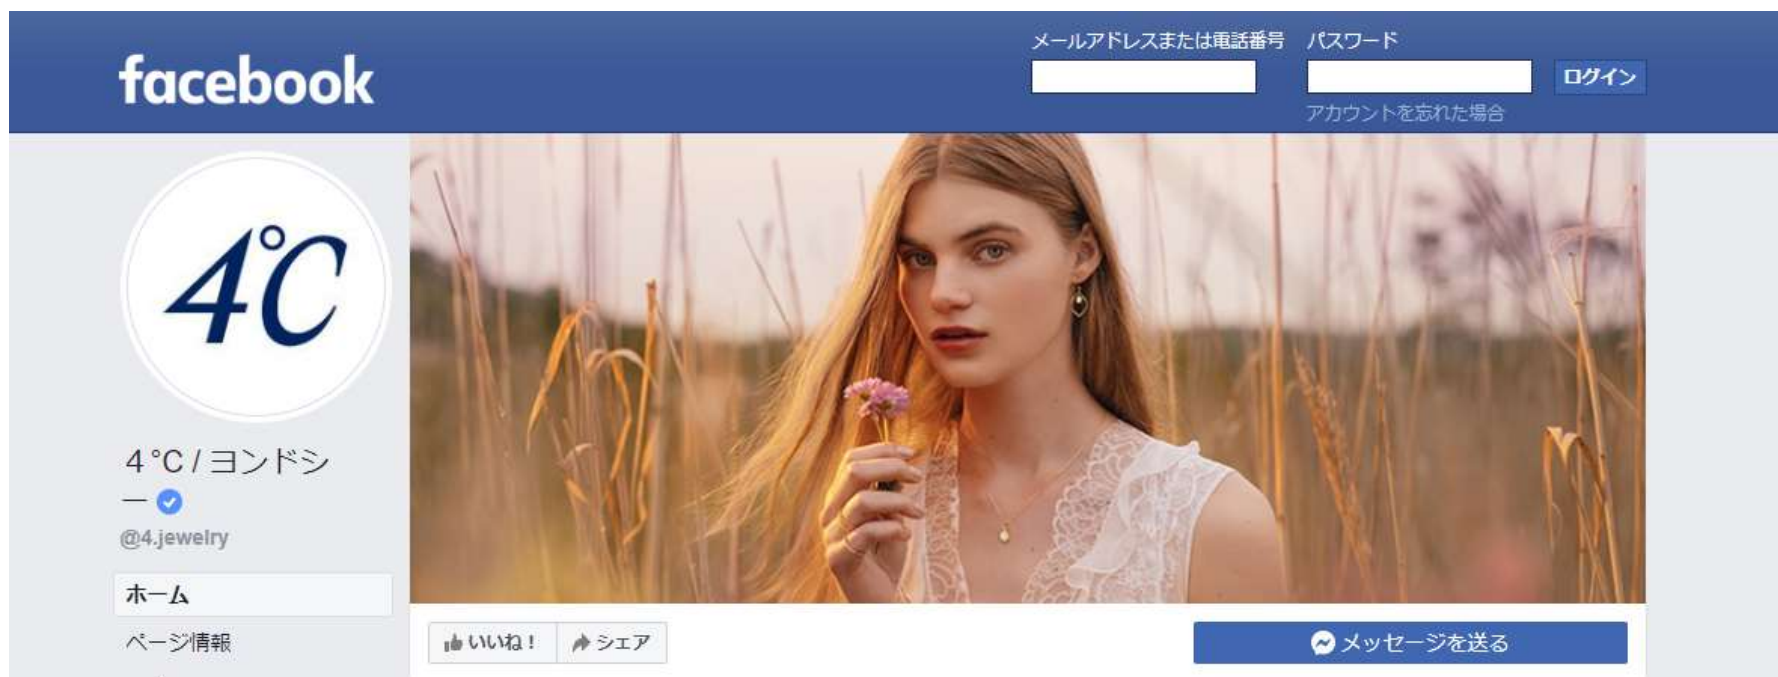 facebook
メールアドレスまたは電話番号
パスワード
ログイン
アカウントを忘れた場合
4℃
4 °C / ヨンドシ
ー
@4.jewelry
ホーム
ページ情報
いいね！
シェア
メッセージを送る